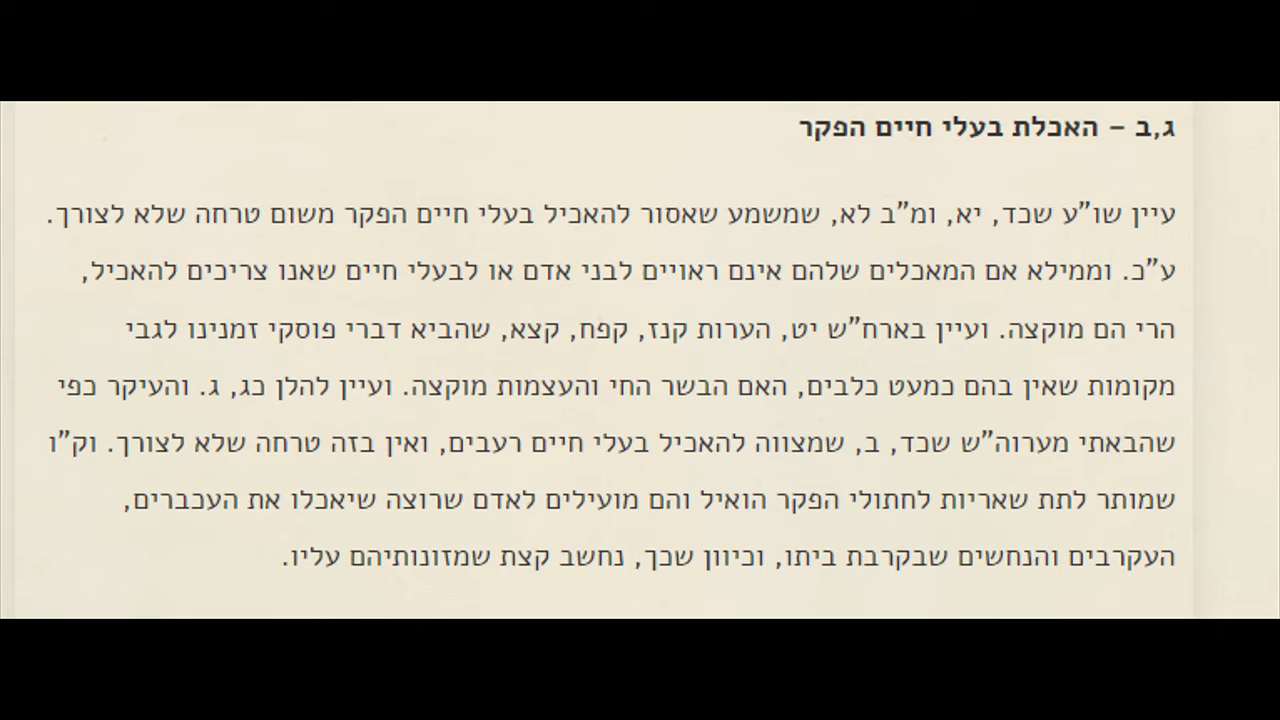 ג,ב – האכלת בעלי חיים הפקר
עיין שו"ע שכד, יא, ומ"ב לא, שמשמע שאסור להאכיל בעלי חיים הפקר משום טרחה שלא לצורך.
ע"כ. וממילא אם המאכלים שלהם אינם ראויים לבני אדם או לבעלי חיים שאנו צריכים להאכיל,
הרי הם מוקצה. ועיין בארח"ש יט, הערות קנז, קפח, קצא, שהביא דברי פוסקי זמנינו לגבי
מקומות שאין בהם כמעט כלבים, האם הבשר החי והעצמות מוקצה. ועיין להלן כג, ג. והעיקר כפי
שהבאתי מערוה"ש שכד, ב, שמצווה להאכיל בעלי חיים רעבים, ואין בזה טרחה שלא לצורך. וק"ו
שמותר לתת שאריות לחתולי הפקר הואיל והם מועילים לאדם שרוצה שיאכלו את העכברים,
העקרבים והנחשים שבקרבת ביתו, וכיוון שכך, נחשב קצת שמזונותיהם עליו.